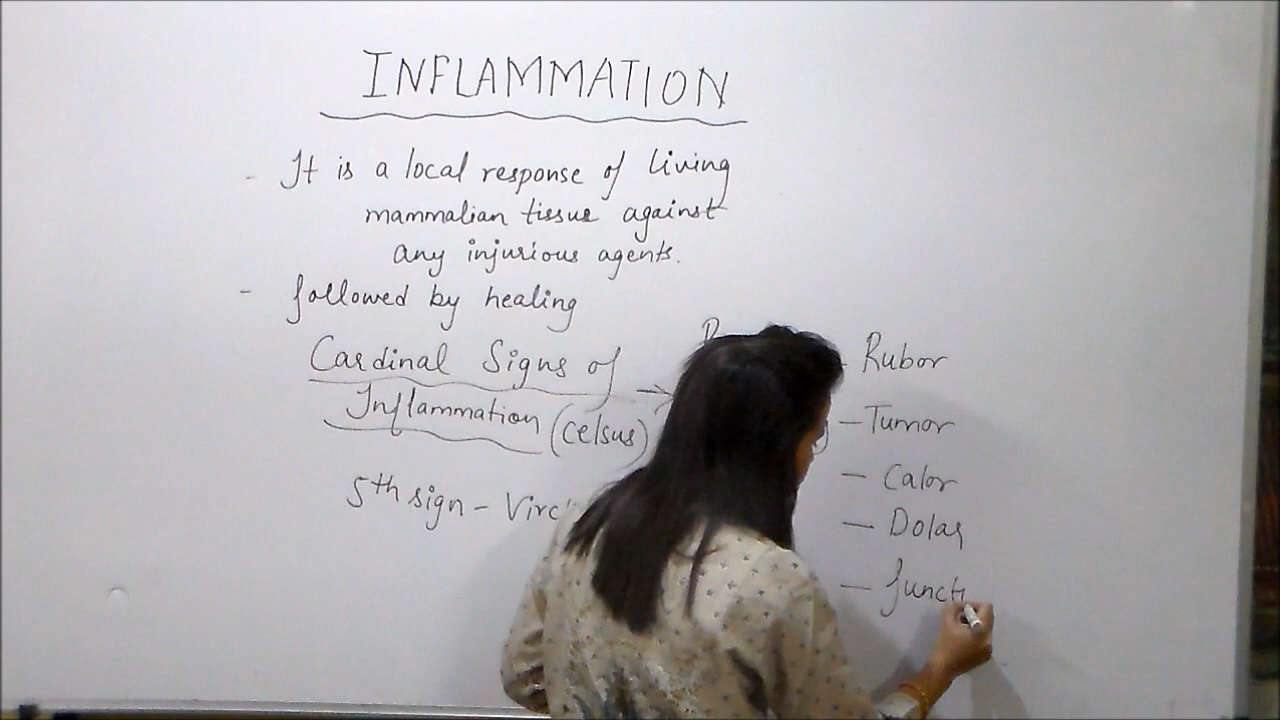 INFLAMMATION
- It is a local response of living
mammalian tissue against
any injurious agents.
- followed by healing
Cardinal Signs of →
Inflammation (Celsus)
5th sign -
- Rubor
- Tumor
- Calor
- Dolar
- functi